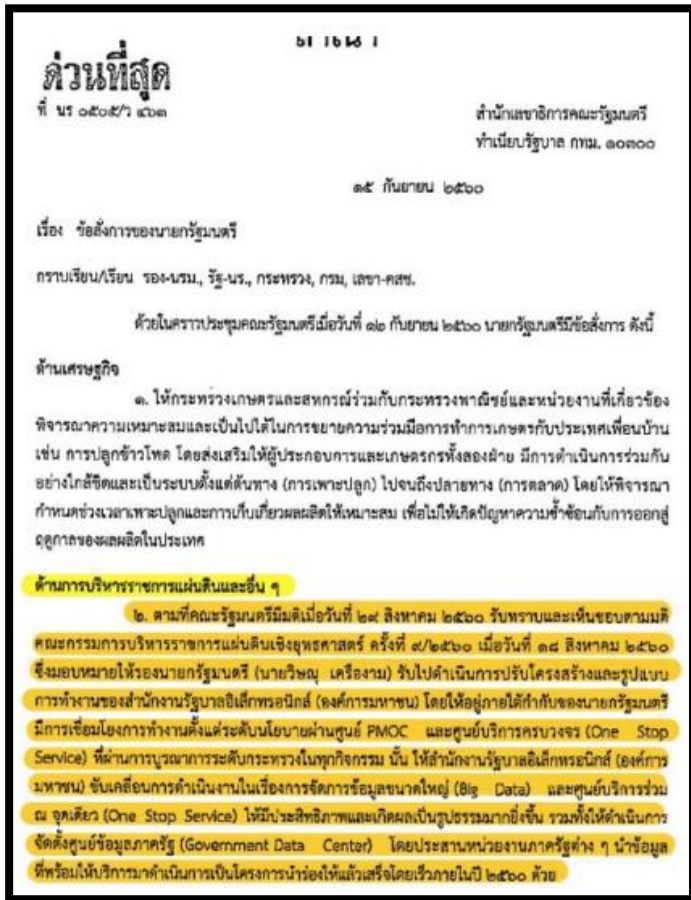 ด่วนที่สุด
ที่ นร ๐๕๐๕/ว ๔๖๓
สำนักเลขาธิการคณะรัฐมนตรี
ทำเนียบรัฐบาล กทม. ๑๐๓๐๐
๑๕ กันยายน ๒๕๖๐
เรื่อง ข้อสั่งการของนายกรัฐมนตรี
กราบเรียน/เรียน รอง-นรม., รัฐ-นร., กระทรวง, กรม, เลขา-คสช.
ด้วยในคราวประชุมคณะรัฐมนตรีเมื่อวันที่ ๑๒ กันยายน ๒๕๖๐ นายกรัฐมนตรีมีข้อสั่งการ ดังนี้
ด้านเศรษฐกิจ
๑. ให้กระทรวงเกษตรและสหกรณ์ร่วมกับกระทรวงพาณิชย์และหน่วยงานที่เกี่ยวข้อง
พิจารณาความเหมาะสมและเป็นไปได้ในการขยายความร่วมมือการทำการเกษตรกับประเทศเพื่อนบ้าน
เช่น การปลูกข้าวโพด โดยส่งเสริมให้ผู้ประกอบการและเกษตรกรทั้งสองฝ่าย มีการดำเนินการร่วมกัน
อย่างใกล้ชิดและเป็นระบบตั้งแต่ต้นทาง (การเพาะปลูก) ไปจนถึงปลายทาง (การตลาด) โดยให้พิจารณา
กำหนดช่วงเวลาเพาะปลูกและการเก็บเกี่ยวผลผลิตให้เหมาะสม เพื่อไม่ให้เกิดปัญหาความซ้ำซ้อนกับการออกสู่
ฤดูกาลของผลผลิตในประเทศ
ด้านการบริหารราชการแผ่นดินและอื่น ๆ
๒. ตามที่คณะรัฐมนตรีมีมติเมื่อวันที่ ๒๙ สิงหาคม ๒๕๖๐ รับทราบและเห็นชอบตามมติ
คณะกรรมการบริหารราชการแผ่นดินเชิงยุทธศาสตร์ ครั้งที่ ๙/๒๕๖๐ เมื่อวันที่ ๑๘ สิงหาคม ๒๕๖๐
ซึ่งมอบหมายให้รองนายกรัฐมนตรี (นายวิษณุ เครืองาม) รับไปดำเนินการปรับโครงสร้างและรูปแบบ
การทำงานของสำนักงานรัฐบาลอิเล็กทรอนิกส์ (องค์การมหาชน) โดยให้อยู่ภายใต้กำกับของนายกรัฐมนตรี
มีการเชื่อมโยงการทำงานตั้งแต่ระดับนโยบายผ่านศูนย์ PMOC และศูนย์บริการครบวงจร (One Stop
Service) ที่ผ่านการบูรณาการระดับกระทรวงในทุกกิจกรรม นั้น ให้สำนักงานรัฐบาลอิเล็กทรอนิกส์ (องค์การ
มหาชน) ขับเคลื่อนการดำเนินงานในเรื่องการจัดการข้อมูลขนาดใหญ่ (Big Data) และศูนย์บริการร่วม
ณ จุดเดียว (One Stop Service) ให้มีประสิทธิภาพและเกิดผลเป็นรูปธรรมมากยิ่งขึ้น รวมทั้งให้ดำเนินการ
จัดตั้งศูนย์ข้อมูลภาครัฐ (Government Data Center) โดยประสานหน่วยงานภาครัฐต่าง ๆ นำข้อมูล
ที่พร้อมให้บริการมาดำเนินการเป็นโครงการนำร่องให้แล้วเสร็จโดยเร็วภายในปี ๒๕๖๐ ด้วย